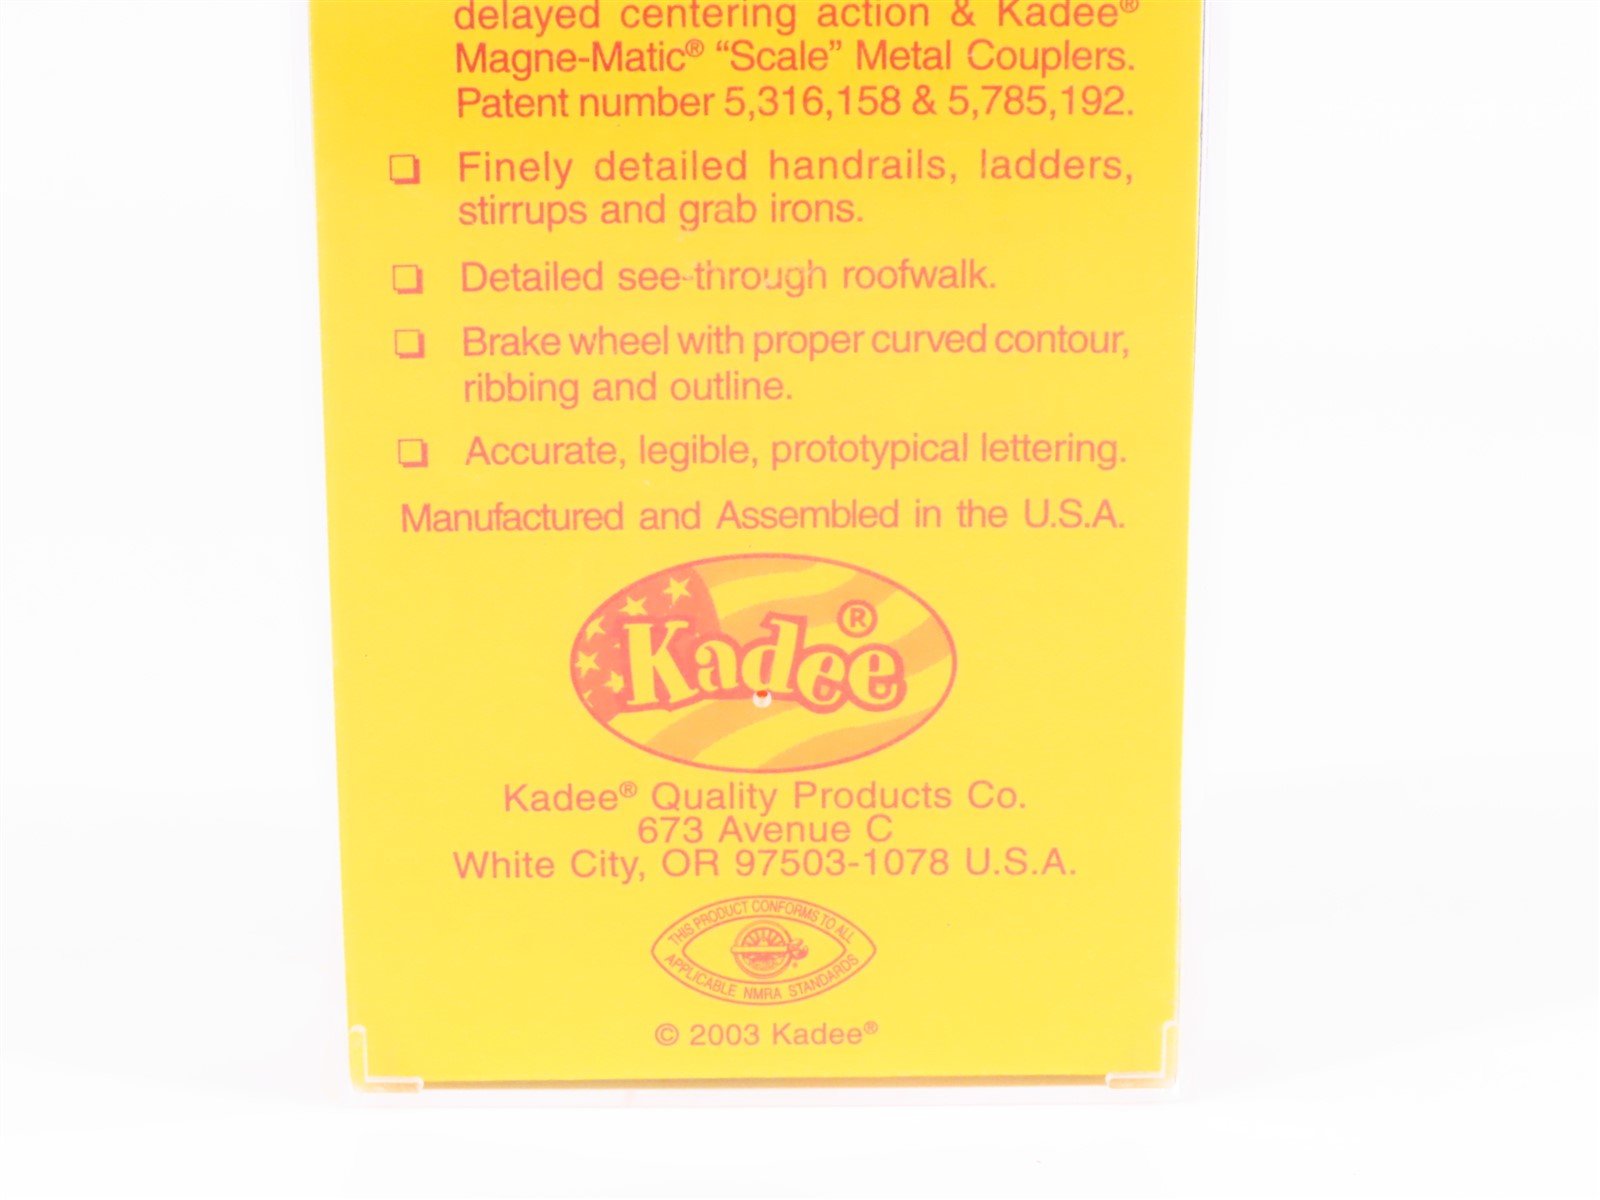 delayed centering action & Kadee®
Magne-Matic® “Scale” Metal Couplers.
Patent number 5,316,158 & 5,785,192.
❏ Finely detailed handrails, ladders,
stirrups and grab irons.
❏ Detailed see-through roofwalk.
❏ Brake wheel with proper curved contour,
ribbing and outline.
❏ Accurate, legible, prototypical lettering.
Manufactured and Assembled in the U.S.A.
Kadee®
Kadee® Quality Products Co.
673 Avenue C
White City, OR 97503-1078 U.S.A.
THIS PRODUCT CONFORMS TO ALL
APPLICABLE NMRA STANDARDS
© 2003 Kadee®